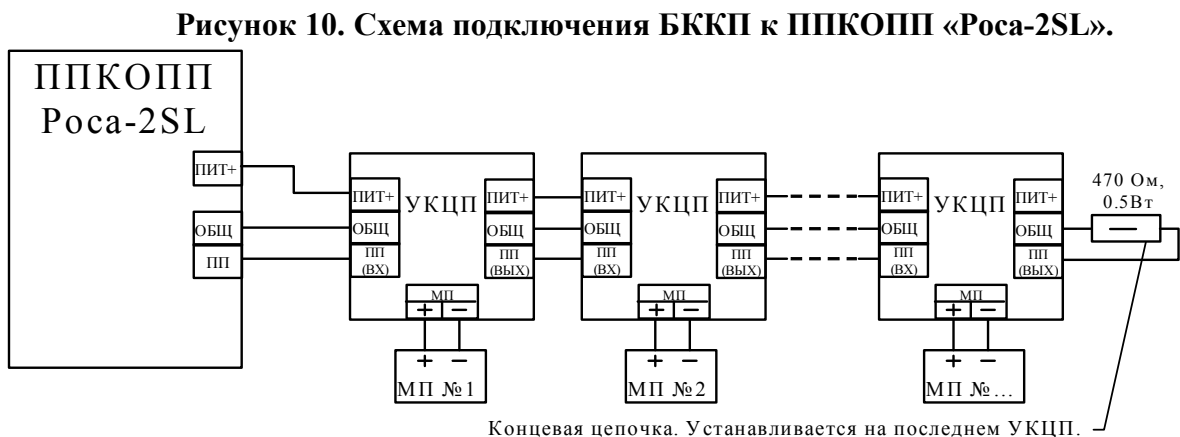 Рисунок 10. Схема подключения БККП к ППКОПП «Роса-2SL».
ППКОПП
Роса-2SL
ПИТ+
ОБЩ
ПП
ПИТ+
ОБЩ
ПП
(ВХ)
УКЦП
ПИТ+
ОБЩ
ПП
(ВЫХ)
МП
+ −
+ −
МП №1
ПИТ+
ОБЩ
ПП
(ВХ)
УКЦП
ПИТ+
ОБЩ
ПП
(ВЫХ)
МП
+ −
+ −
МП №2
ПИТ+
ОБЩ
ПП
(ВХ)
УКЦП
ПИТ+
ОБЩ
ПП
(ВЫХ)
МП
+ −
+ −
МП №...
470 Ом,
0.5Вт
Концевая цепочка. Устанавливается на последнем УКЦП.